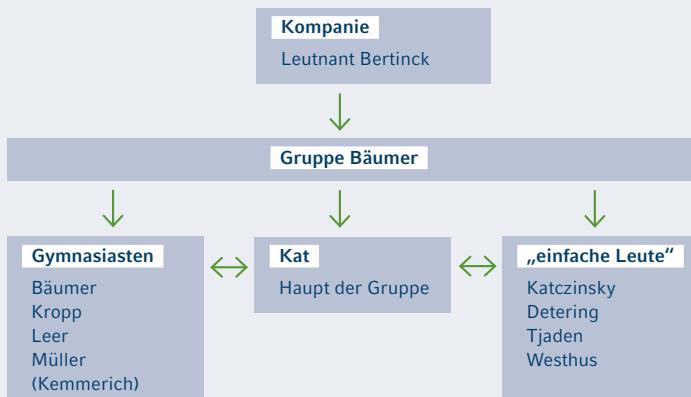 Kompanie
Leutnant Bertinck
Gruppe Bäumer
Gymnasiasten
Bäumer
Kropp
Leer
Müller
(Kemmerich)
Kat
Haupt der Gruppe
„einfache Leute“
Katczinsky
Detering
Tjaden
Westhus